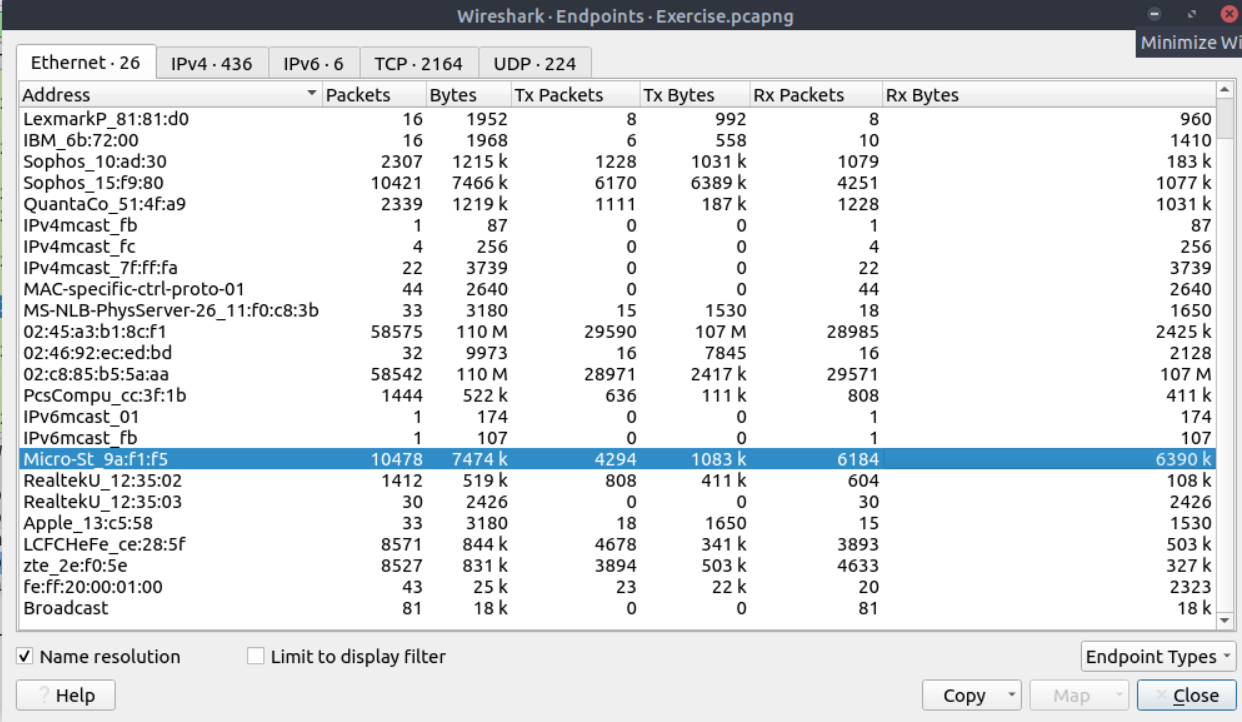 Wireshark · Endpoints · Exercise.pcapng
Minimize Wi
Ethernet · 26 IPv4 · 436 IPv6 · 6 TCP · 2164 UDP · 224
Address Packets Bytes Tx Packets Tx Bytes Rx Packets Rx Bytes
LexmarkP_81:81:d0 16 1952 8 992 8 960
IBM_6b:72:00 16 1968 6 558 10 1410
Sophos_10:ad:30 2307 1215 k 1228 1031 k 1079 183 k
Sophos_15:f9:80 10421 7466 k 6170 6389 k 4251 1077 k
QuantaCo_51:4f:a9 2339 1219 k 1111 187 k 1228 1031 k
IPv4mcast_fb 1 87 0 0 1 87
IPv4mcast_fc 4 256 0 0 4 256
IPv4mcast_7f:ff:fa 22 3739 0 0 22 3739
MAC-specific-ctrl-proto-01 44 2640 0 0 44 2640
MS-NLB-PhysServer-26_11:f0:c8:3b 33 3180 15 1530 18 1650
02:45:a3:b1:8c:f1 58575 110 M 29590 107 M 28985 2425 k
02:46:92:ec:ed:bd 32 9973 16 7845 16 2128
02:c8:85:b5:5a:aa 58542 110 M 28971 2417 k 29571 107 M
PcsCompu_cc:3f:1b 1444 522 k 636 111 k 808 411 k
IPv6mcast_01 1 174 0 0 1 174
IPv6mcast_fb 1 107 0 0 1 107
Micro-St_9a:f1:f5 10478 7474 k 4294 1083 k 6184 6390 k
RealtekU_12:35:02 1412 519 k 808 411 k 604 108 k
RealtekU_12:35:03 30 2426 0 0 30 2426
Apple_13:c5:58 33 3180 18 1650 15 1530
LCFCHeFe_ce:28:5f 8571 844 k 4678 341 k 3893 503 k
zte_2e:f0:5e 8527 831 k 3894 503 k 4633 327 k
fe:ff:20:00:01:00 43 25 k 23 22 k 20 2323
Broadcast 81 18 k 0 0 81 18 k
Name resolution Limit to display filter Endpoint Types
? Help Copy Map Close